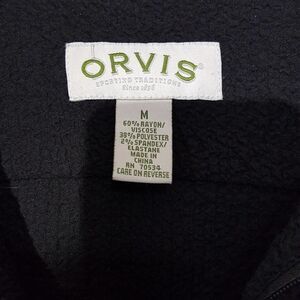 ORVIS®
SPORTING TRADITIONS
Since 1856
M
60% RAYON/
VISCOSE
38% POLYESTER
2% SPANDEX/
ELASTANE
MADE IN
CHINA
RN 70534
CARE ON REVERSE